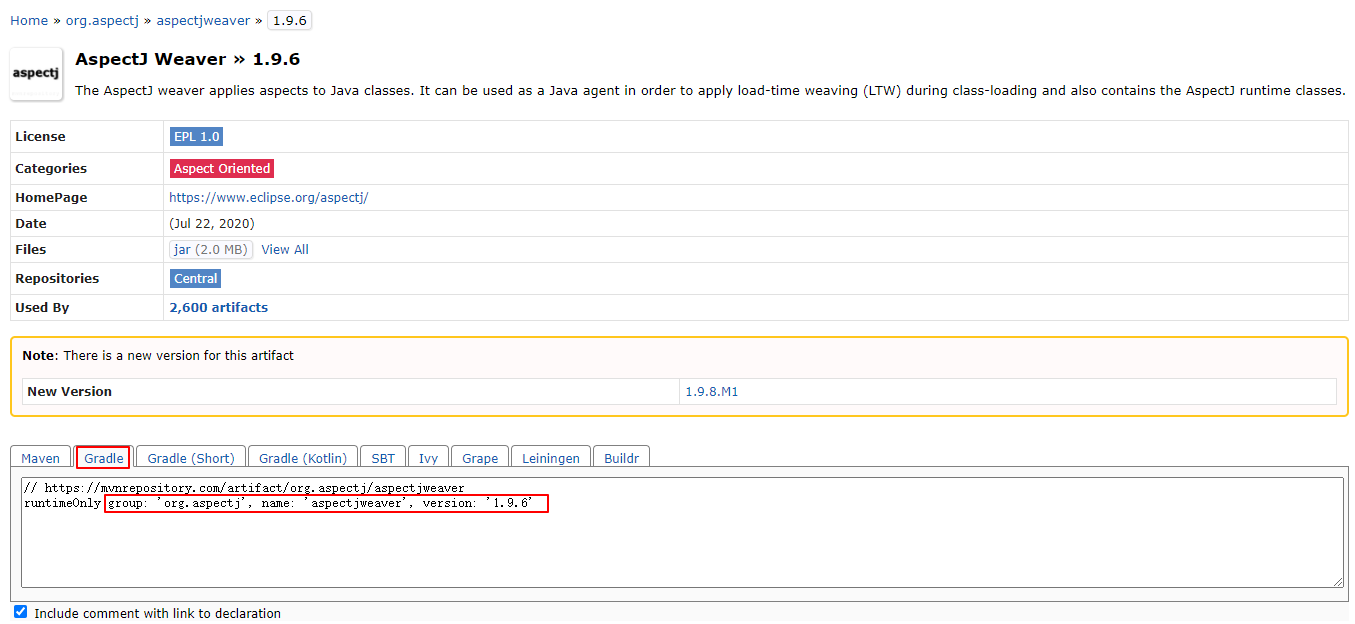 Home » org.aspectj » aspectjweaver » 1.9.6
aspectj
AspectJ Weaver » 1.9.6
The AspectJ weaver applies aspects to Java classes. It can be used as a Java agent in order to apply load-time weaving (LTW) during class-loading and also contains the AspectJ runtime classes.
License EPL 1.0
Categories Aspect Oriented
HomePage https://www.eclipse.org/aspectj/
Date (Jul 22, 2020)
Files jar (2.0 MB) View All
Repositories Central
Used By 2,600 artifacts
Note: There is a new version for this artifact
New Version 1.9.8.M1
Maven Gradle Gradle (Short) Gradle (Kotlin) SBT Ivy Grape Leiningen Buildr
// https://mvnrepository.com/artifact/org.aspectj/aspectjweaver
runtimeOnly group: 'org.aspectj', name: 'aspectjweaver', version: '1.9.6'
Include comment with link to declaration